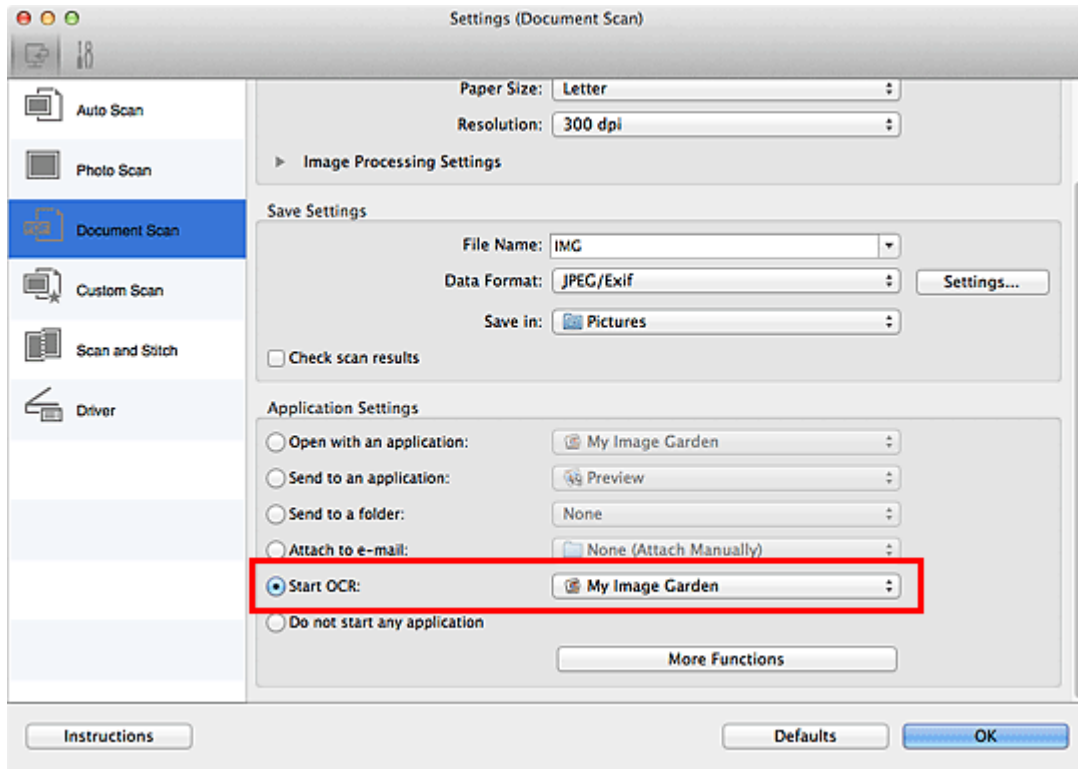 Settings (Document Scan)
Auto Scan
Photo Scan
Document Scan
Custom Scan
Scan and Stitch
Driver
Paper Size: Letter
Resolution: 300 dpi
Image Processing Settings
Save Settings
File Name: IMG
Data Format: JPEG/Exif Settings...
Save in: Pictures
Check scan results
Application Settings
Open with an application: My Image Garden
Send to an application: Preview
Send to a folder: None
Attach to e-mail: None (Attach Manually)
Start OCR: My Image Garden
Do not start any application
More Functions
Instructions Defaults OK